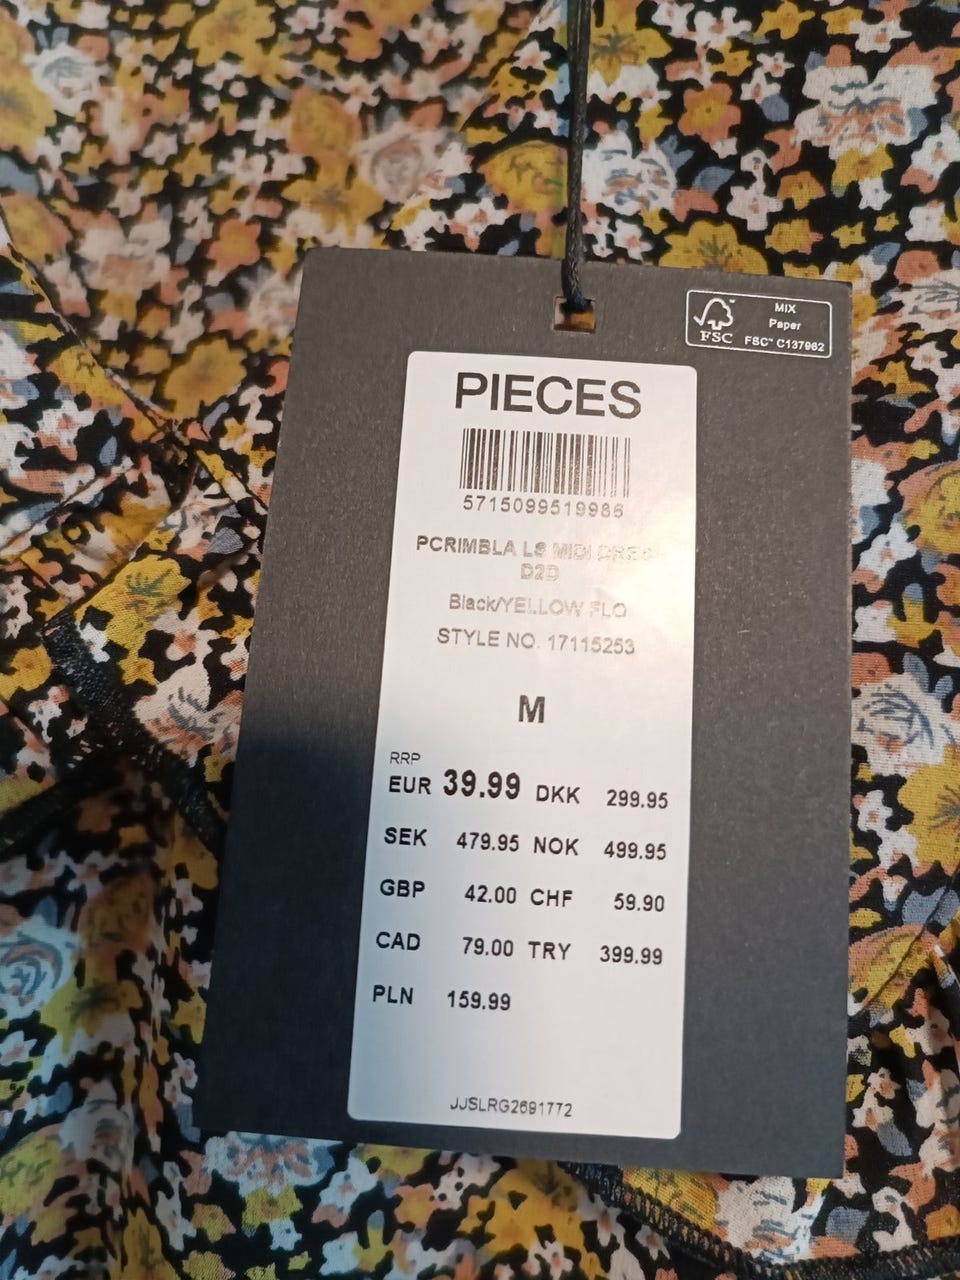 FSC™
MIX
Paper
FSC™ C137962
PIECES
5715099519986
PCRIMBLA LS MIDI DRES
D2D
Black/YELLOW FLO
STYLE NO. 17115253
M
RRP
EUR 39.99 DKK 299.95
SEK 479.95 NOK 499.95
GBP 42.00 CHF 59.90
CAD 79.00 TRY 399.99
PLN 159.99
JJSLRG2691772